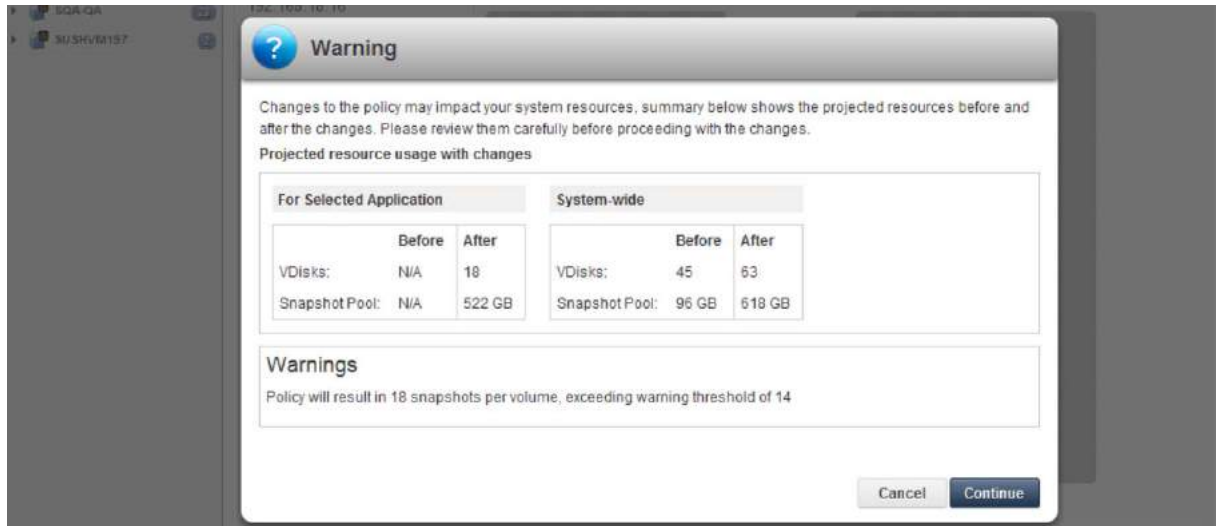 SQA-QA
192.168.18.16
SUSHVM197
? Warning
Changes to the policy may impact your system resources, summary below shows the projected resources before and
after the changes. Please review them carefully before proceeding with the changes.
Projected resource usage with changes
For Selected Application System-wide
Before After Before After
VDisks: N/A 18 VDisks: 45 63
Snapshot Pool: N/A 522 GB Snapshot Pool: 96 GB 618 GB
Warnings
Policy will result in 18 snapshots per volume, exceeding warning threshold of 14
Cancel Continue